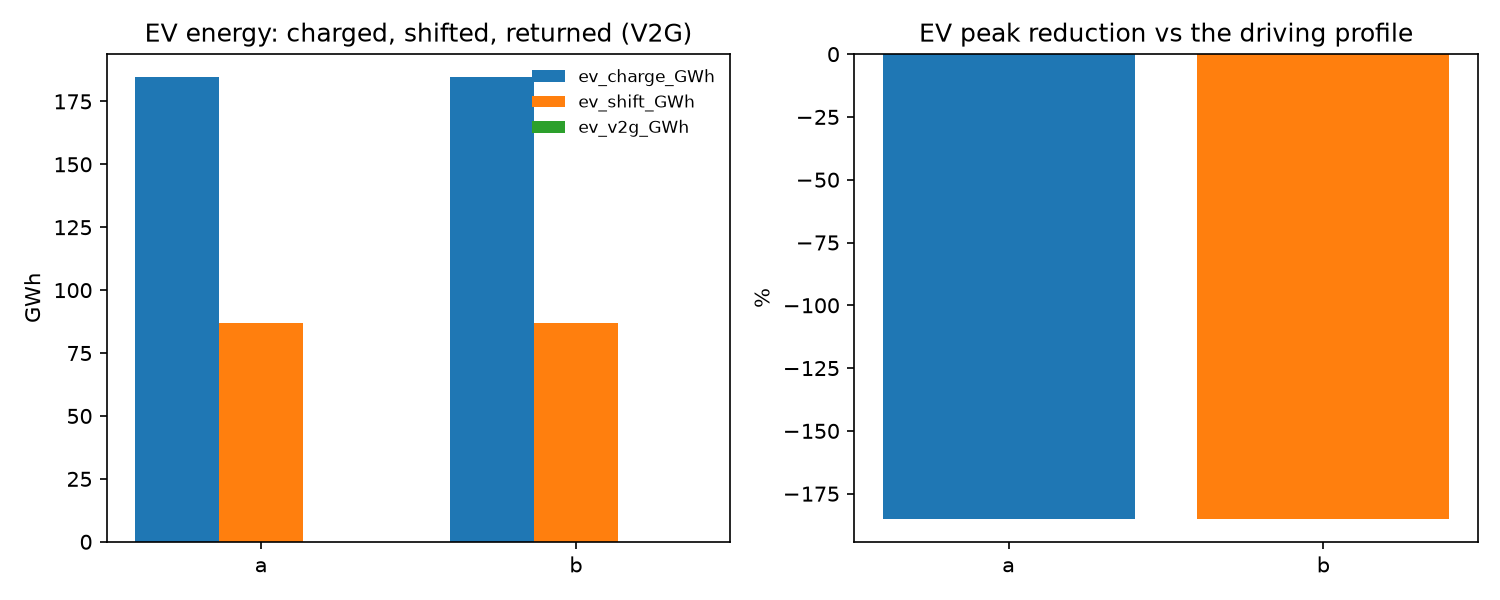 EV energy: charged, shifted, returned (V2G)
GWh
175
150
125
100
75
50
25
0
a
b
ev_charge_GWh
ev_shift_GWh
ev_v2g_GWh
EV peak reduction vs the driving profile
%
0
−25
−50
−75
−100
−125
−150
−175
a
b